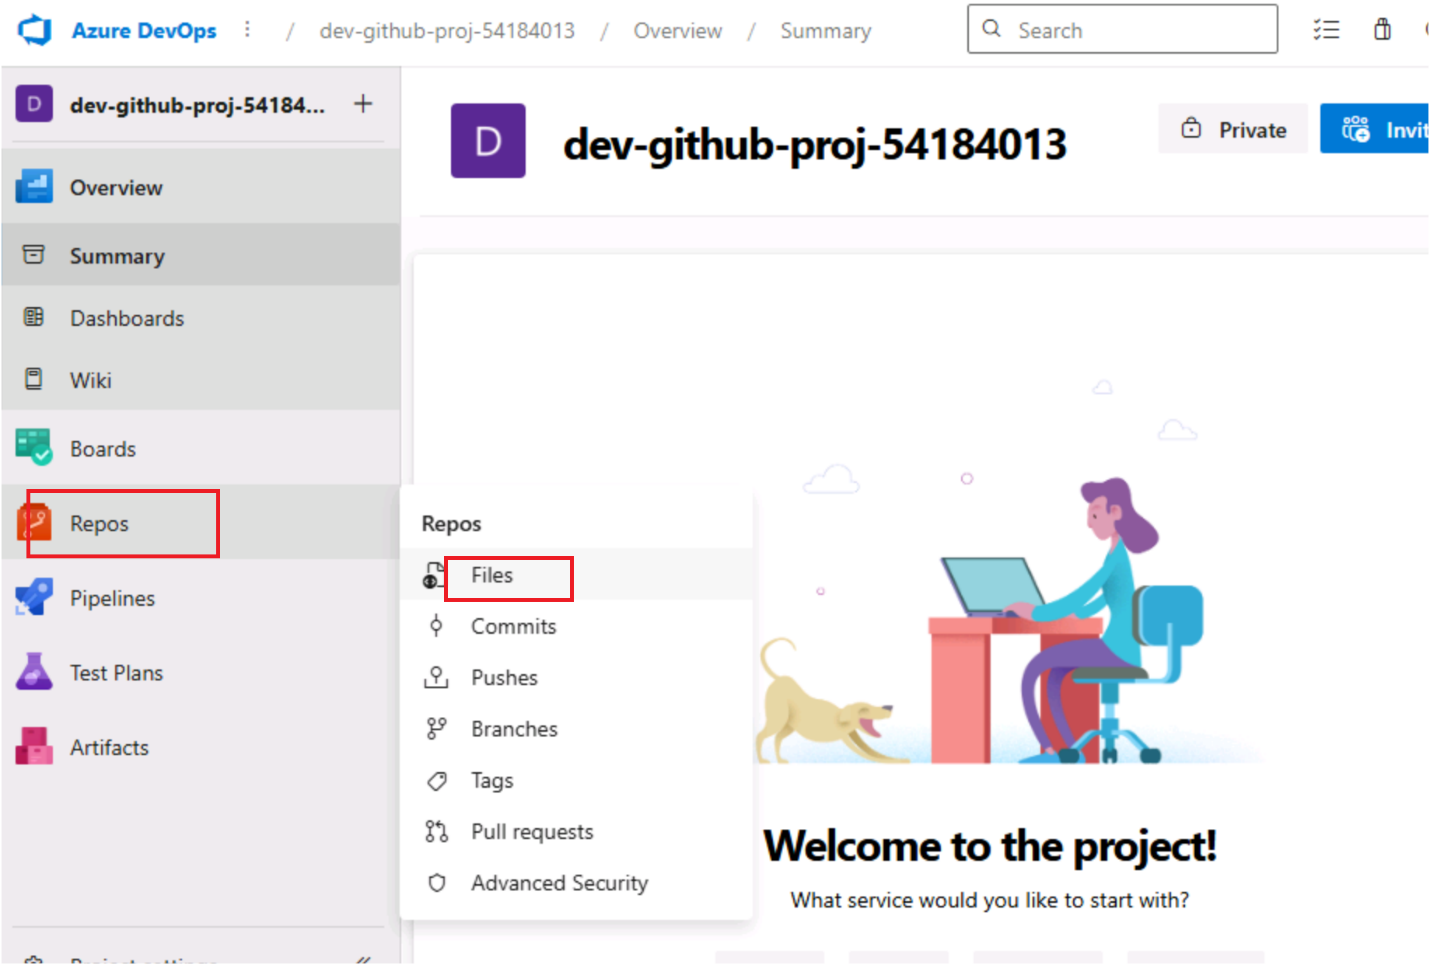 Azure DevOps / dev-github-proj-54184013 / Overview / Summary
Search
D dev-github-proj-54184... +
Overview
Summary
Dashboards
Wiki
Boards
Repos
Pipelines
Test Plans
Artifacts
Project settings
D dev-github-proj-54184013
Private
Invit
Repos
Files
Commits
Pushes
Branches
Tags
Pull requests
Advanced Security
Welcome to the project!
What service would you like to start with?